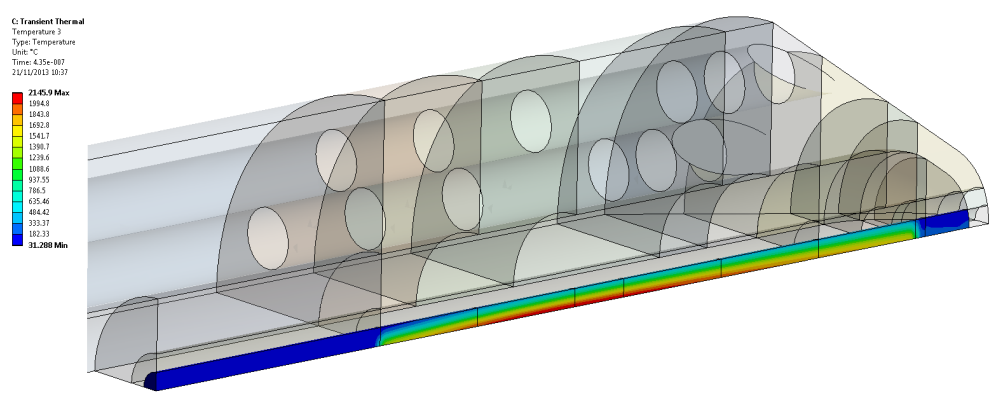 C: Transient Thermal
Temperature 3
Type: Temperature
Unit: °C
Time: 4.35e-007
21/11/2013 10:37
2145.9 Max
1994.8
1843.8
1692.8
1541.7
1390.7
1239.6
1088.6
937.55
786.5
635.46
484.42
333.37
182.33
31.288 Min